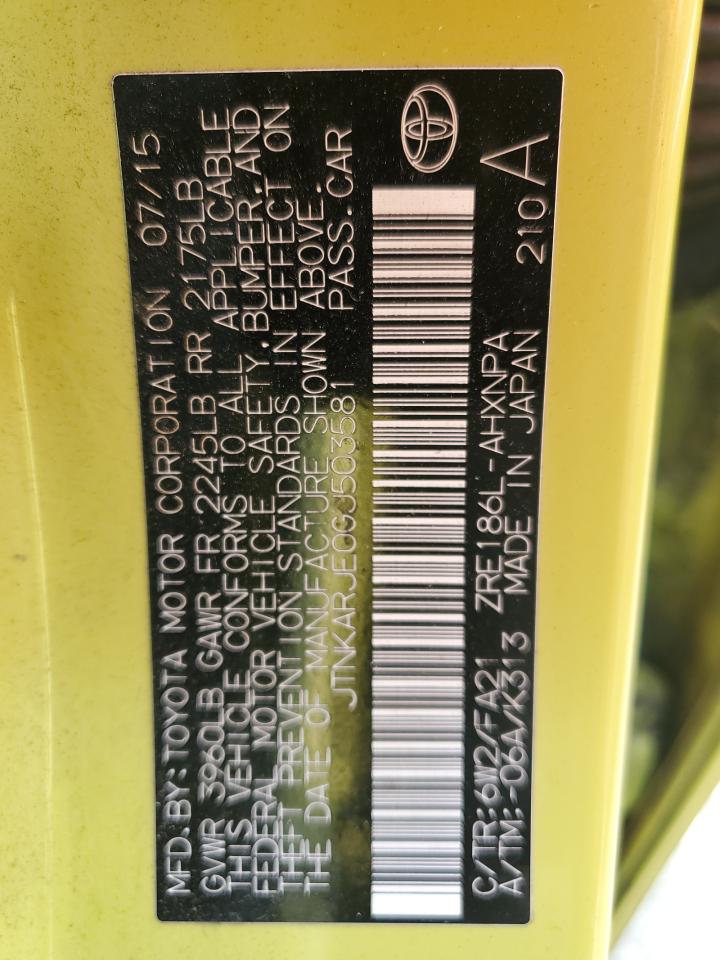 MFD.BY:TOYOTA MOTOR CORPORATION 07/15
GVWR 3960LB GAWR FR 2245LB RR 2175LB
THIS VEHICLE CONFORMS TO ALL APPLICABLE
FEDERAL MOTOR VEHICLE SAFETY,BUMPER,AND
THEFT PREVENTION STANDARDS IN EFFECT ON
THE DATE OF MANUFACTURE SHOWN ABOVE.
JTNKARJE0GJ503581 PASS.CAR
C/TR:6W2/FA21 ZRE186L-AHXNPA 210 A
A/TM:-06A/K313 MADE IN JAPAN